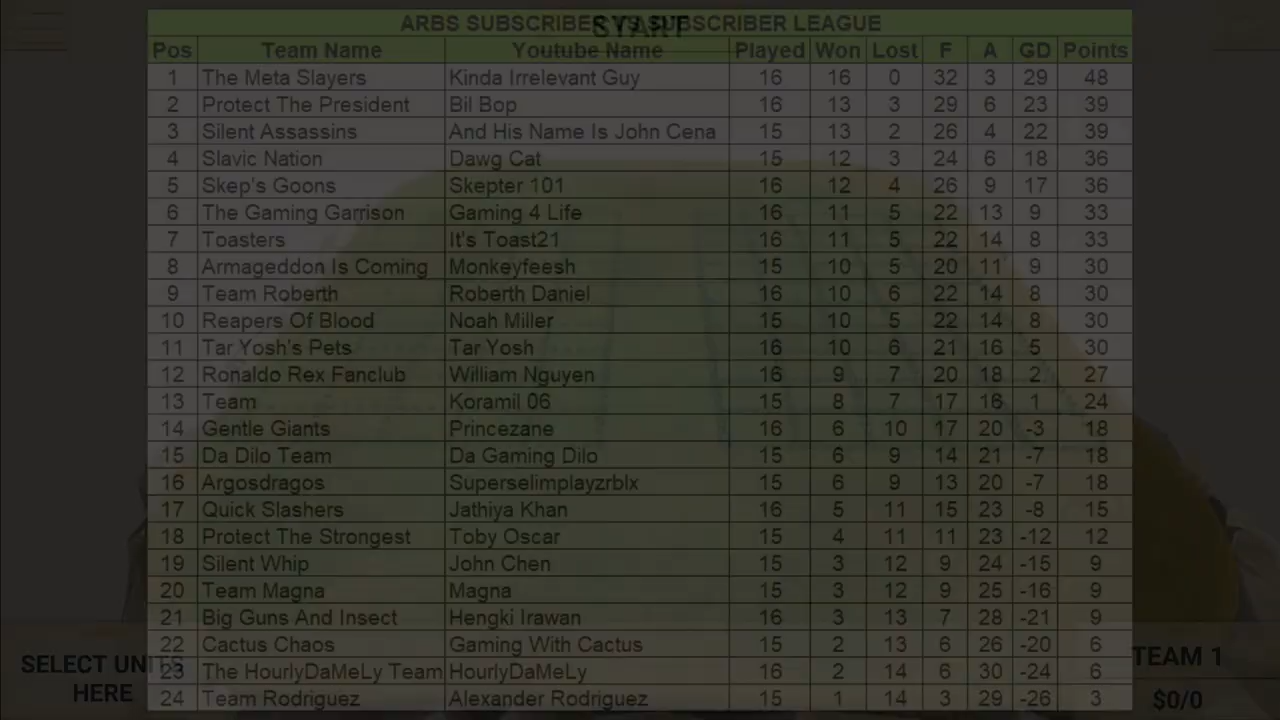 ARBS SUBSCRIBER VS SUBSCRIBER LEAGUE
START
Pos Team Name Youtube Name Played Won Lost F A GD Points
1 The Meta Slayers Kinda Irrelevant Guy 16 16 0 32 3 29 48
2 Protect The President Bil Bop 16 13 3 29 6 23 39
3 Silent Assassins And His Name Is John Cena 15 13 2 26 4 22 39
4 Slavic Nation Dawg Cat 15 12 3 24 6 18 36
5 Skep's Goons Skepter 101 16 12 4 26 9 17 36
6 The Gaming Garrison Gaming 4 Life 16 11 5 22 13 9 33
7 Toasters It's Toast21 16 11 5 22 14 8 33
8 Armageddon Is Coming Monkeyfeesh 15 10 5 20 11 9 30
9 Team Roberth Roberth Daniel 16 10 6 22 14 8 30
10 Reapers Of Blood Noah Miller 15 10 5 22 14 8 30
11 Tar Yosh's Pets Tar Yosh 16 10 6 21 16 5 30
12 Ronaldo Rex Fanclub William Nguyen 16 9 7 20 18 2 27
13 Team Koramil 06 15 8 7 17 16 1 24
14 Gentle Giants Princezane 16 6 10 17 20 -3 18
15 Da Dilo Team Da Gaming Dilo 15 6 9 14 21 -7 18
16 Argosdragos Superselimplayzrblx 15 6 9 13 20 -7 18
17 Quick Slashers Jathiya Khan 16 5 11 15 23 -8 15
18 Protect The Strongest Toby Oscar 15 4 11 11 23 -12 12
19 Silent Whip John Chen 15 3 12 9 24 -15 9
20 Team Magna Magna 15 3 12 9 25 -16 9
21 Big Guns And Insect Hengki Irawan 16 3 13 7 28 -21 9
22 Cactus Chaos Gaming With Cactus 15 2 13 6 26 -20 6
23 The HourlyDaMeLy Team HourlyDaMeLy 16 2 14 6 30 -24 6
24 Team Rodriguez Alexander Rodriguez 15 1 14 3 29 -26 3
SELECT UNITS
HERE
TEAM 1
$0/0